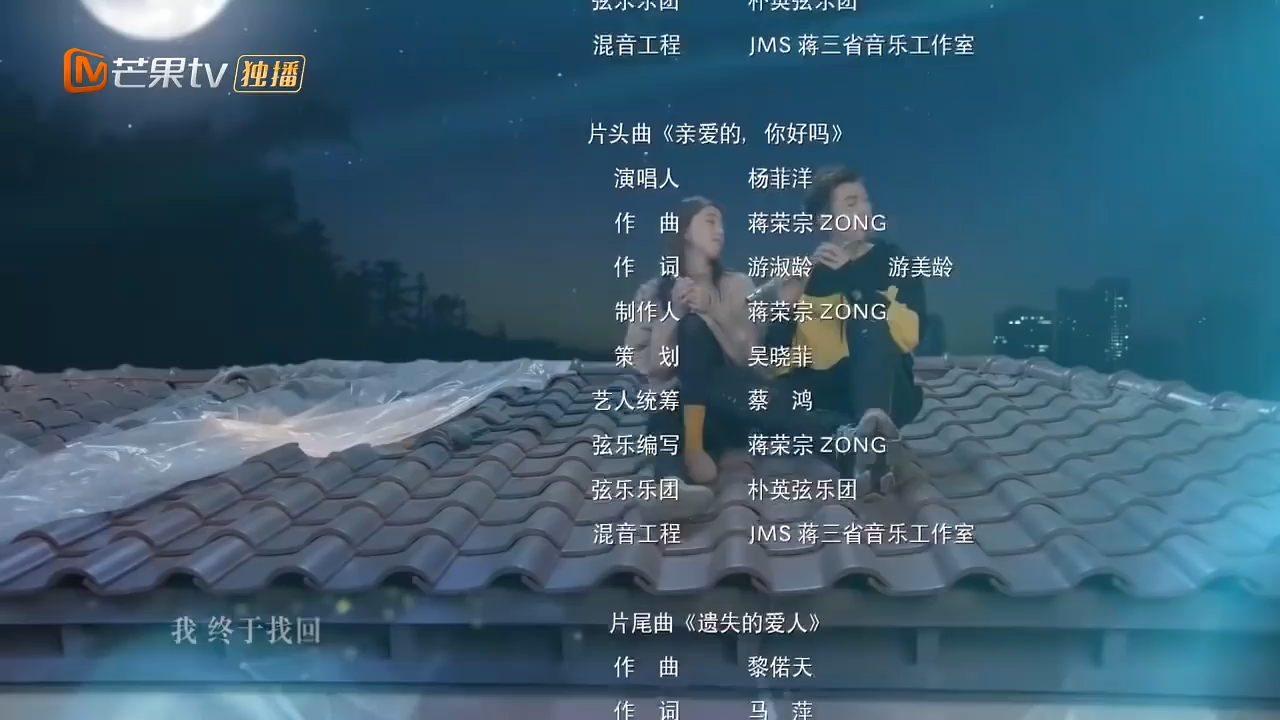 弦乐乐团 朴英弦乐团
混音工程 JMS 蒋三省音乐工作室
芒果tv 独播
片头曲《亲爱的，你好吗》
演唱人 杨菲洋
作 曲 蒋荣宗 ZONG
作 词 游淑龄 游美龄
制作人 蒋荣宗 ZONG
策 划 吴晓菲
艺人统筹 蔡 鸿
弦乐编写 蒋荣宗 ZONG
弦乐乐团 朴英弦乐团
混音工程 JMS 蒋三省音乐工作室
片尾曲《遗失的爱人》
我 终于找回
作 曲 黎偌天
作 词 马 萍